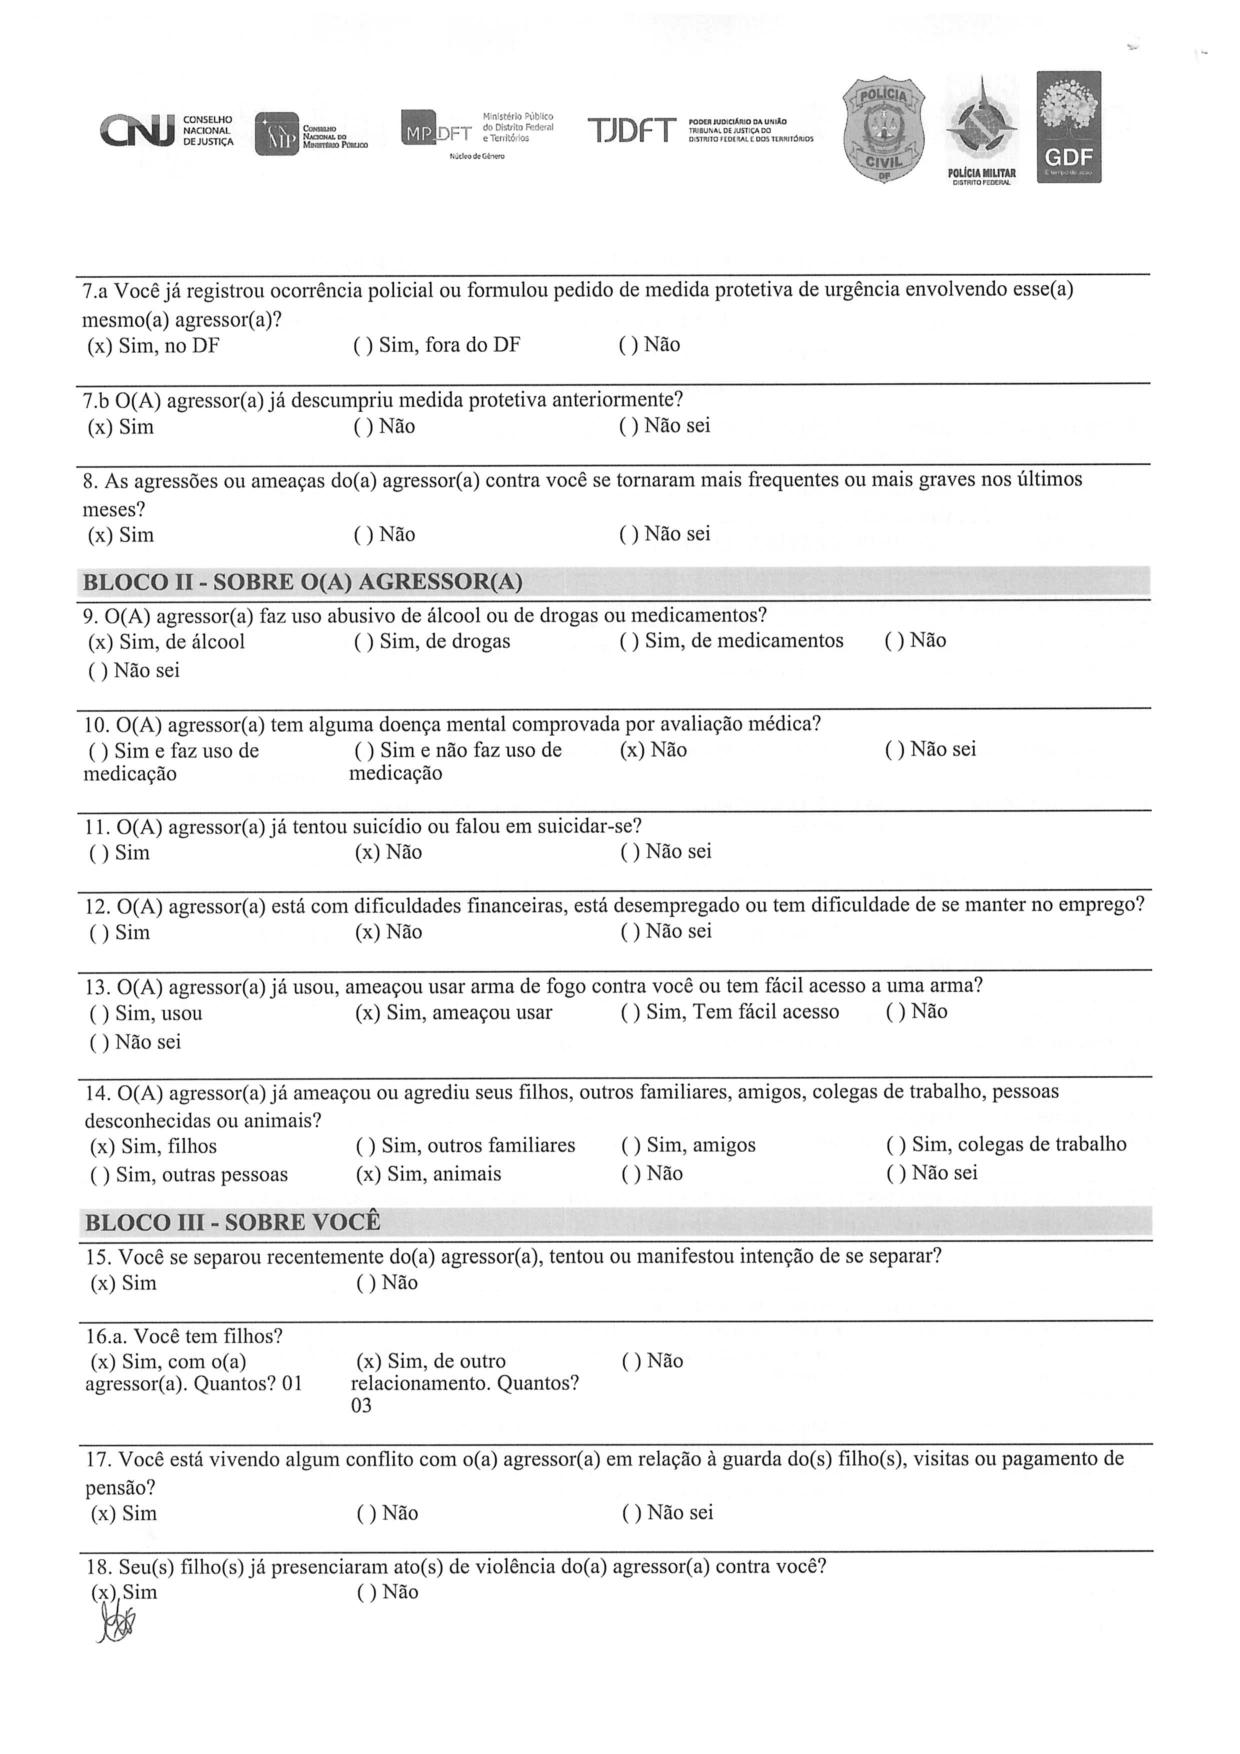 CNJ CONSELHO NACIONAL DE JUSTIÇA
CNMP CONSELHO NACIONAL DO MINISTÉRIO PÚBLICO
MPDFT Ministério Público do Distrito Federal e Territórios
Núcleo de Gênero
TJDFT PODER JUDICIÁRIO DA UNIÃO TRIBUNAL DE JUSTIÇA DO DISTRITO FEDERAL E DOS TERRITÓRIOS
POLÍCIA CIVIL DF
POLÍCIA MILITAR
DISTRITO FEDERAL
GDF
7.a Você já registrou ocorrência policial ou formulou pedido de medida protetiva de urgência envolvendo esse(a)
mesmo(a) agressor(a)?
(x) Sim, no DF ( ) Sim, fora do DF ( ) Não
7.b O(A) agressor(a) já descumpriu medida protetiva anteriormente?
(x) Sim ( ) Não ( ) Não sei
8. As agressões ou ameaças do(a) agressor(a) contra você se tornaram mais frequentes ou mais graves nos últimos
meses?
(x) Sim ( ) Não ( ) Não sei
BLOCO II - SOBRE O(A) AGRESSOR(A)
9. O(A) agressor(a) faz uso abusivo de álcool ou de drogas ou medicamentos?
(x) Sim, de álcool ( ) Sim, de drogas ( ) Sim, de medicamentos ( ) Não
( ) Não sei
10. O(A) agressor(a) tem alguma doença mental comprovada por avaliação médica?
( ) Sim e faz uso de ( ) Sim e não faz uso de (x) Não ( ) Não sei
medicação medicação
11. O(A) agressor(a) já tentou suicídio ou falou em suicidar-se?
( ) Sim (x) Não ( ) Não sei
12. O(A) agressor(a) está com dificuldades financeiras, está desempregado ou tem dificuldade de se manter no emprego?
( ) Sim (x) Não ( ) Não sei
13. O(A) agressor(a) já usou, ameaçou usar arma de fogo contra você ou tem fácil acesso a uma arma?
( ) Sim, usou (x) Sim, ameaçou usar ( ) Sim, Tem fácil acesso ( ) Não
( ) Não sei
14. O(A) agressor(a) já ameaçou ou agrediu seus filhos, outros familiares, amigos, colegas de trabalho, pessoas
desconhecidas ou animais?
(x) Sim, filhos ( ) Sim, outros familiares ( ) Sim, amigos ( ) Sim, colegas de trabalho
( ) Sim, outras pessoas (x) Sim, animais ( ) Não ( ) Não sei
BLOCO III - SOBRE VOCÊ
15. Você se separou recentemente do(a) agressor(a), tentou ou manifestou intenção de se separar?
(x) Sim ( ) Não
16.a. Você tem filhos?
(x) Sim, com o(a) (x) Sim, de outro ( ) Não
agressor(a). Quantos? 01 relacionamento. Quantos?
03
17. Você está vivendo algum conflito com o(a) agressor(a) em relação à guarda do(s) filho(s), visitas ou pagamento de
pensão?
(x) Sim ( ) Não ( ) Não sei
18. Seu(s) filho(s) já presenciaram ato(s) de violência do(a) agressor(a) contra você?
(x) Sim ( ) Não